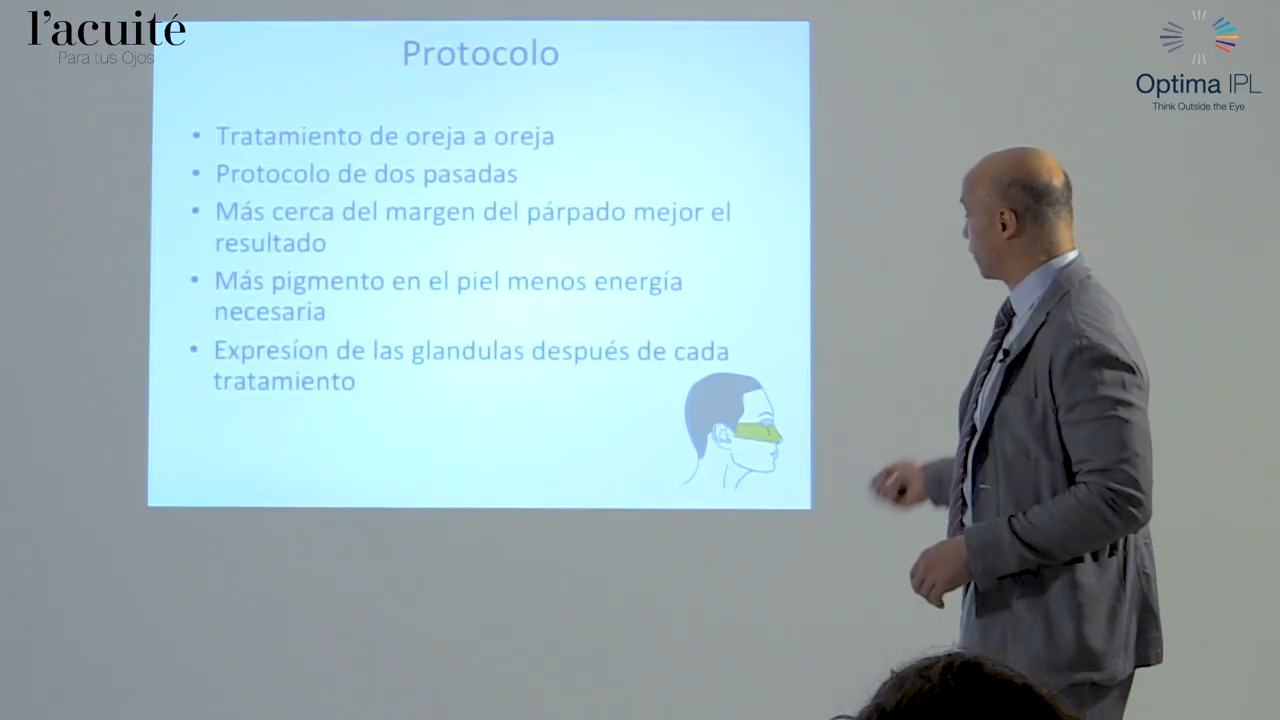 l'acuité
Para tus Ojos
Protocolo
• Tratamiento de oreja a oreja
• Protocolo de dos pasadas
• Más cerca del margen del párpado mejor el
resultado
• Más pigmento en el piel menos energía
necesaria
• Expresíon de las glandulas después de cada
tratamiento
Optima IPL
Think Outside the Eye